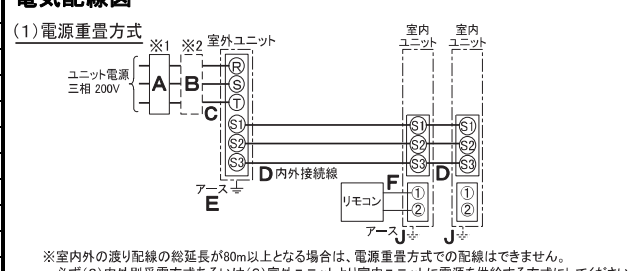 電気配線図
(1)電源重畳方式
※1 ※2 室外ユニット
室内ユニット 室内ユニット
ユニット電源
三相 200V
A B C
R
S
T
S1 S1 S1
S2 S2 S2
S3 S3 S3
D 内外接続線 D
アース
E
F
リモコン
① ①
② ②
アース J J
※室内外の渡り配線の総延長が80m以上となる場合は、電源重畳方式での配線はできません。